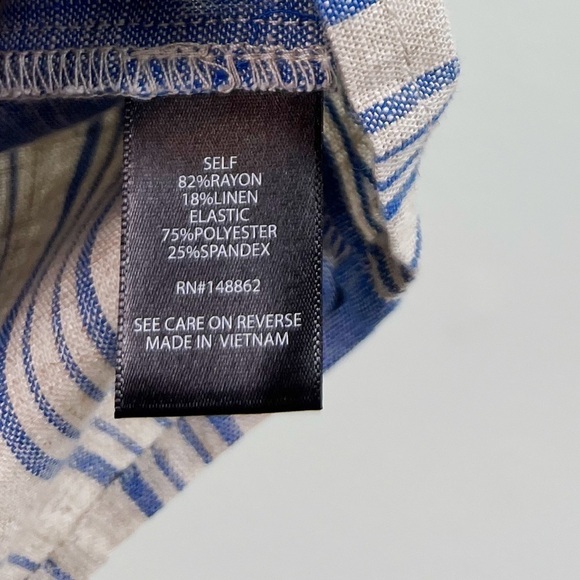 SELF
82%RAYON
18%LINEN
ELASTIC
75%POLYESTER
25%SPANDEX
RN#148862
SEE CARE ON REVERSE
MADE IN VIETNAM